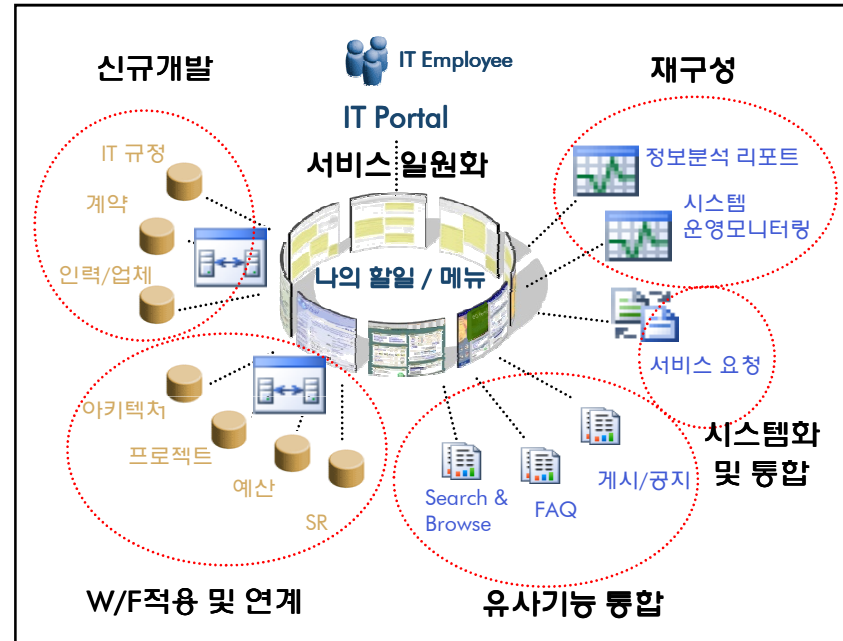 신규개발
IT Employee
재구성
IT Portal
서비스 일원화
IT 규정
계약
인력/업체
정보분석 리포트
시스템
운영모니터링
나의 할일 / 메뉴
서비스 요청
아키텍처
프로젝트
예산
SR
Search &
Browse
FAQ
게시/공지
시스템화
및 통합
W/F적용 및 연계
유사기능 통합